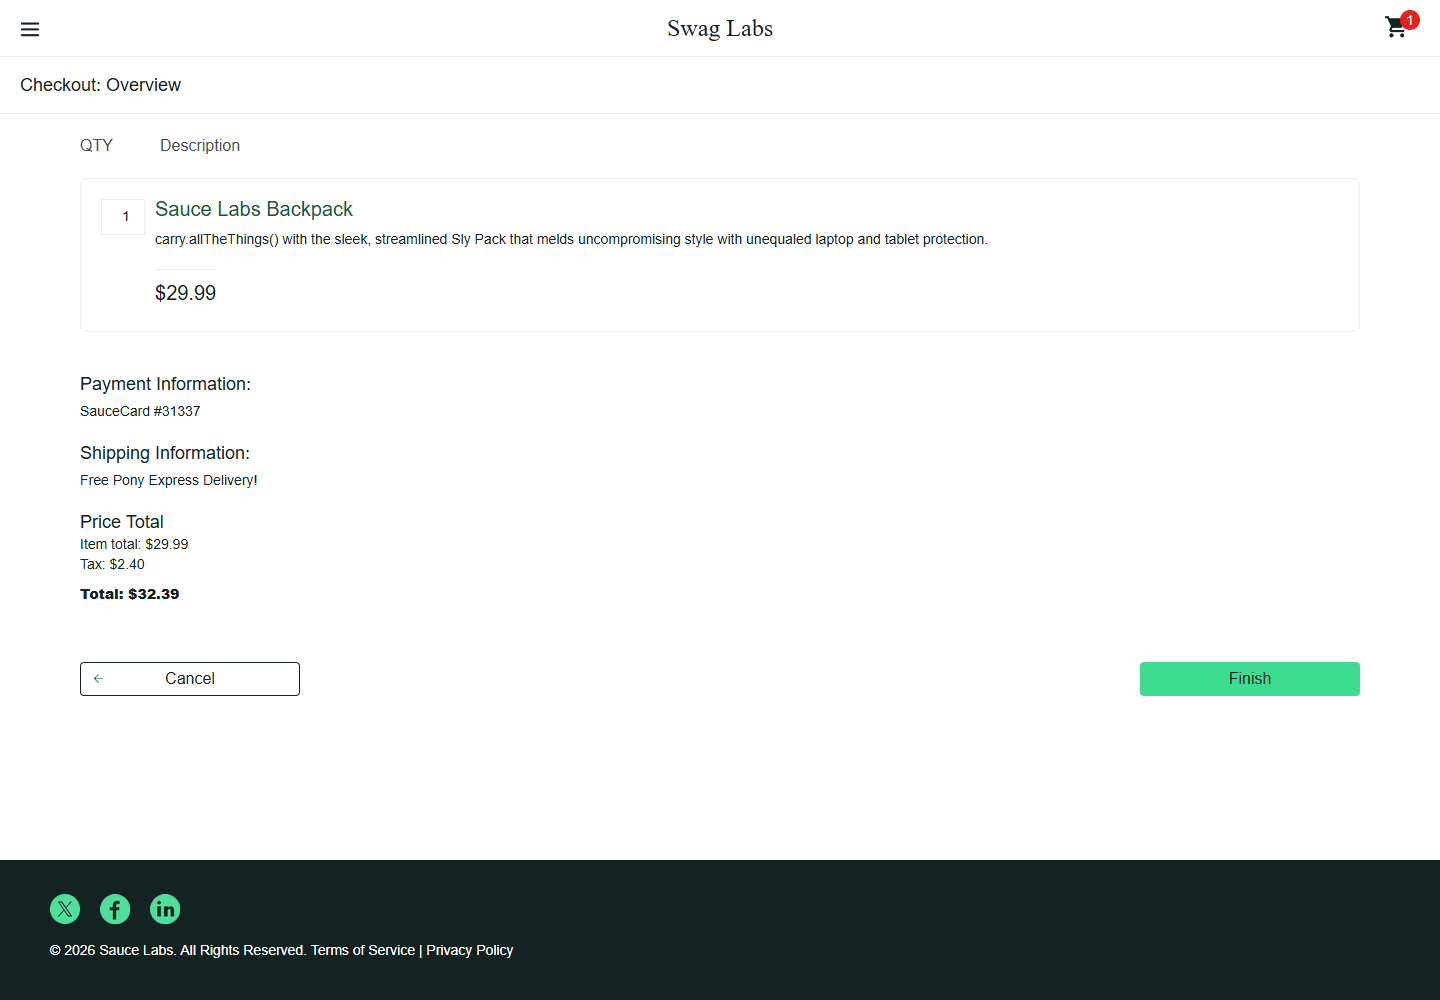 Swag Labs
1
Checkout: Overview
QTY Description
1
Sauce Labs Backpack
carry.allTheThings() with the sleek, streamlined Sly Pack that melds uncompromising style with unequaled laptop and tablet protection.
$29.99
Payment Information:
SauceCard #31337
Shipping Information:
Free Pony Express Delivery!
Price Total
Item total: $29.99
Tax: $2.40
Total: $32.39
Cancel
Finish
© 2026 Sauce Labs. All Rights Reserved. Terms of Service | Privacy Policy